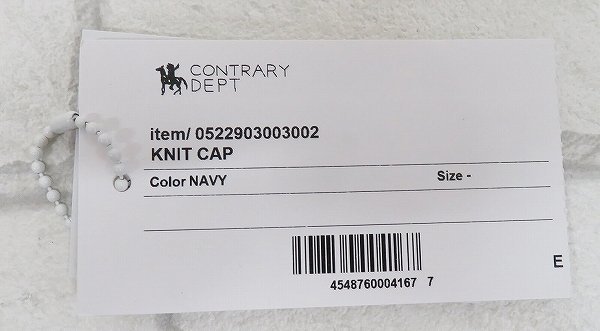 CONTRARY
DEPT
item/ 0522903003002
KNIT CAP
Color NAVY Size -
4548760004167 7
E